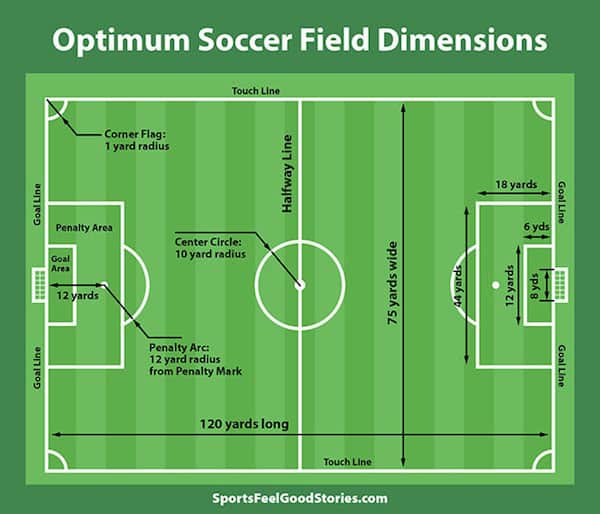 Optimum Soccer Field Dimensions
Touch Line
Corner Flag:
1 yard radius
Halfway Line
Goal Line
Goal Line
18 yards
Penalty Area
6 yds
Center Circle:
10 yard radius
Goal
Area
12 yards
75 yards wide
44 yards
12 yards
8 yds
Penalty Arc:
12 yard radius
from Penalty Mark
Goal Line
Goal Line
120 yards long
Touch Line
SportsFeelGoodStories.com